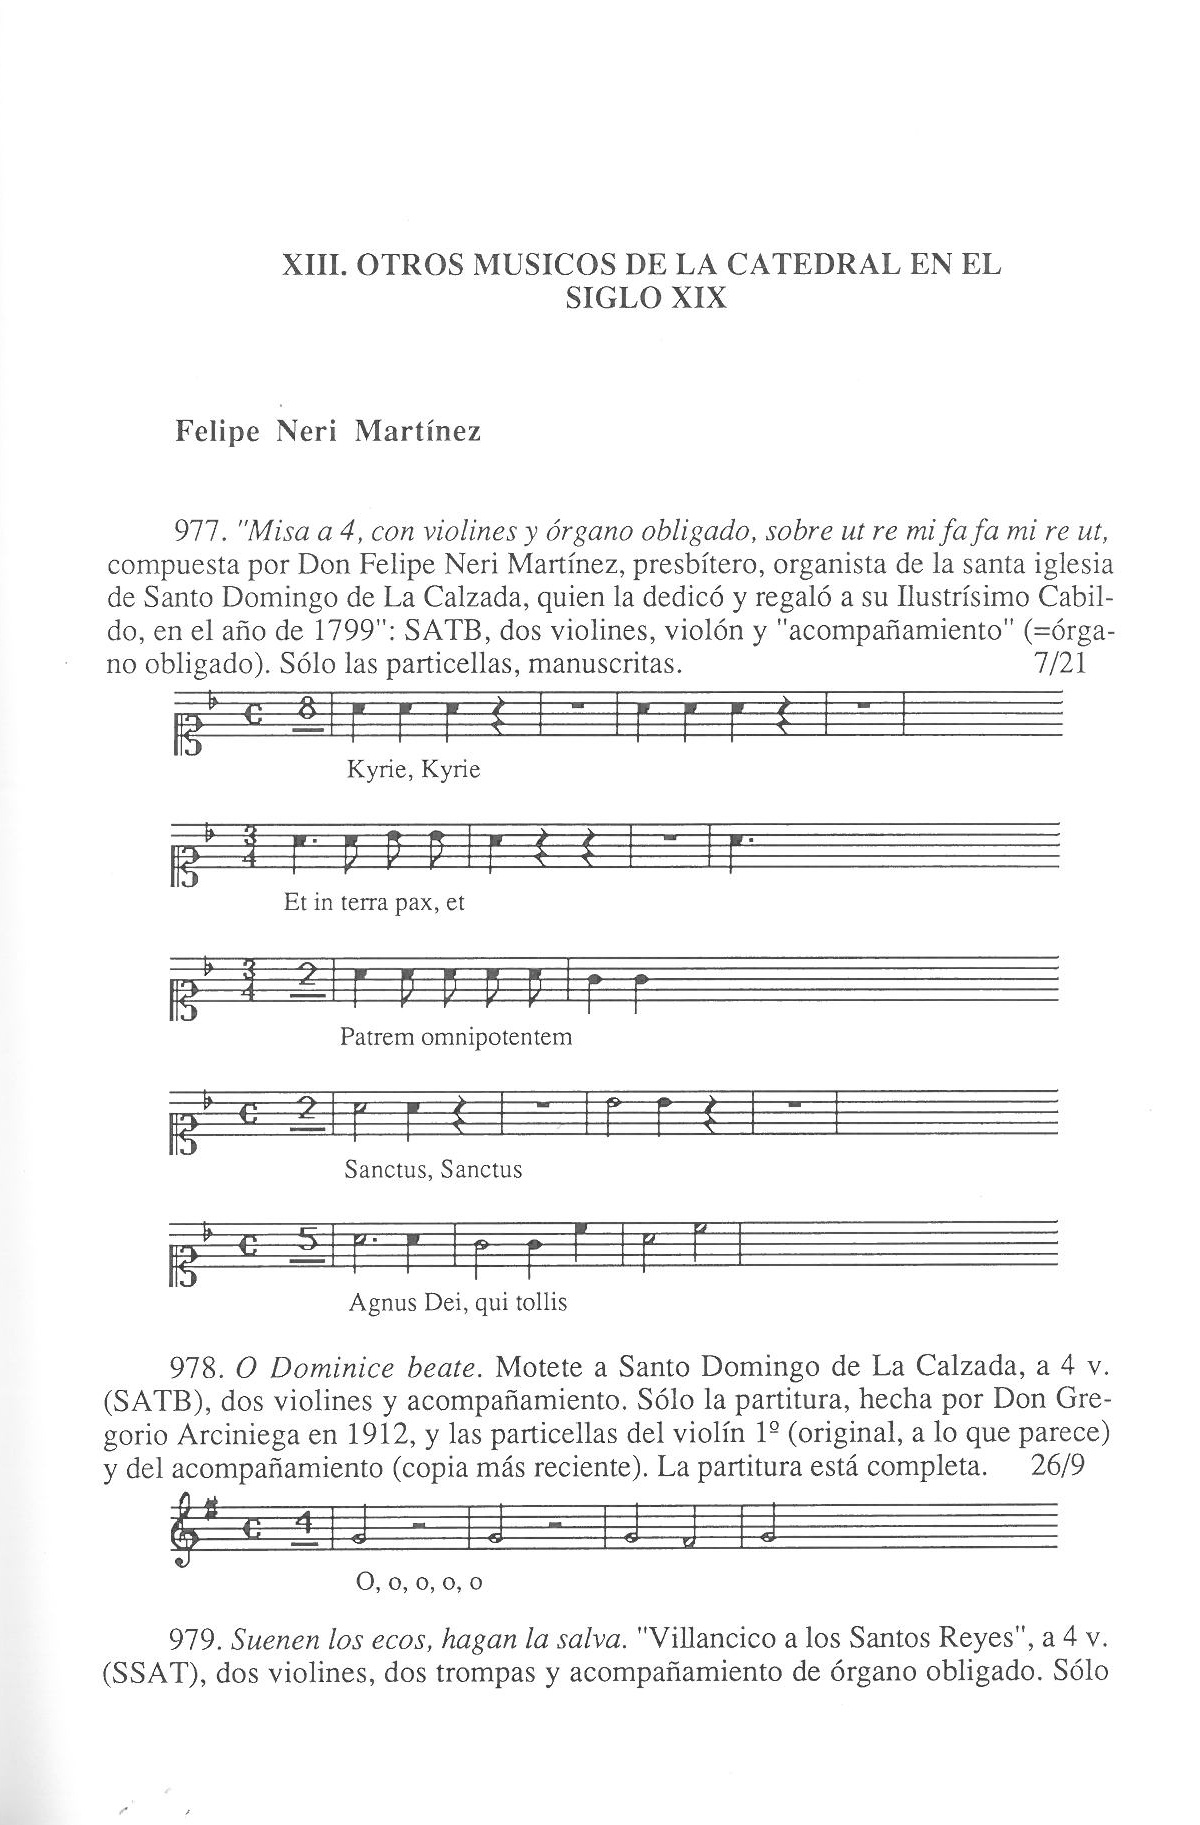 XIII. OTROS MUSICOS DE LA CATEDRAL EN EL
SIGLO XIX
Felipe Neri Martínez
977. "Misa a 4, con violines y órgano obligado, sobre ut re mi fa fa mi re ut,
compuesta por Don Felipe Neri Martínez, presbítero, organista de la santa iglesia
de Santo Domingo de La Calzada, quien la dedicó y regaló a su Ilustrísimo Cabil-
do, en el año de 1799": SATB, dos violines, violón y "acompañamiento" (=órga-
no obligado). Sólo las particellas, manuscritas. 7/21
8
Kyrie, Kyrie
3
4
Et in terra pax, et
3
4 2
Patrem omnipotentem
2
Sanctus, Sanctus
5
Agnus Dei, qui tollis
978. O Dominice beate. Motete a Santo Domingo de La Calzada, a 4 v.
(SATB), dos violines y acompañamiento. Sólo la partitura, hecha por Don Gre-
gorio Arciniega en 1912, y las particellas del violín 1º (original, a lo que parece)
y del acompañamiento (copia más reciente). La partitura está completa. 26/9
4
O, o, o, o, o
979. Suenen los ecos, hagan la salva. "Villancico a los Santos Reyes", a 4 v.
(SSAT), dos violines, dos trompas y acompañamiento de órgano obligado. Sólo